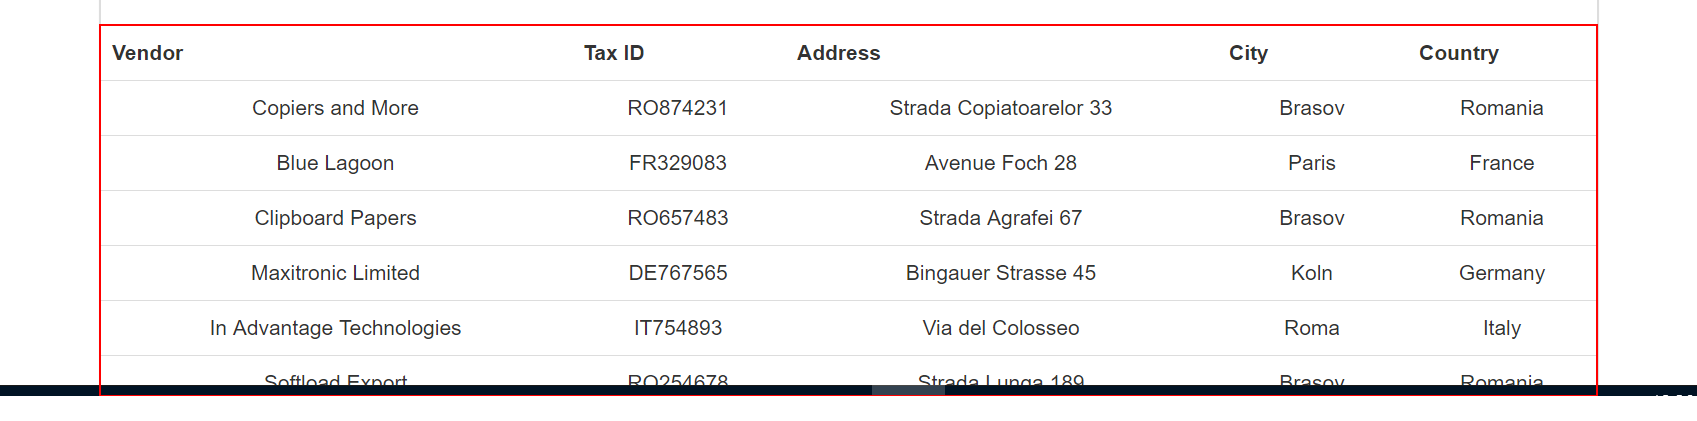 Vendor Tax ID Address City Country
Copiers and More RO874231 Strada Copiatoarelor 33 Brasov Romania
Blue Lagoon FR329083 Avenue Foch 28 Paris France
Clipboard Papers RO657483 Strada Agrafei 67 Brasov Romania
Maxitronic Limited DE767565 Bingauer Strasse 45 Koln Germany
In Advantage Technologies IT754893 Via del Colosseo Roma Italy
Softload Export RO254678 Strada Lunga 189 Brasov Romania